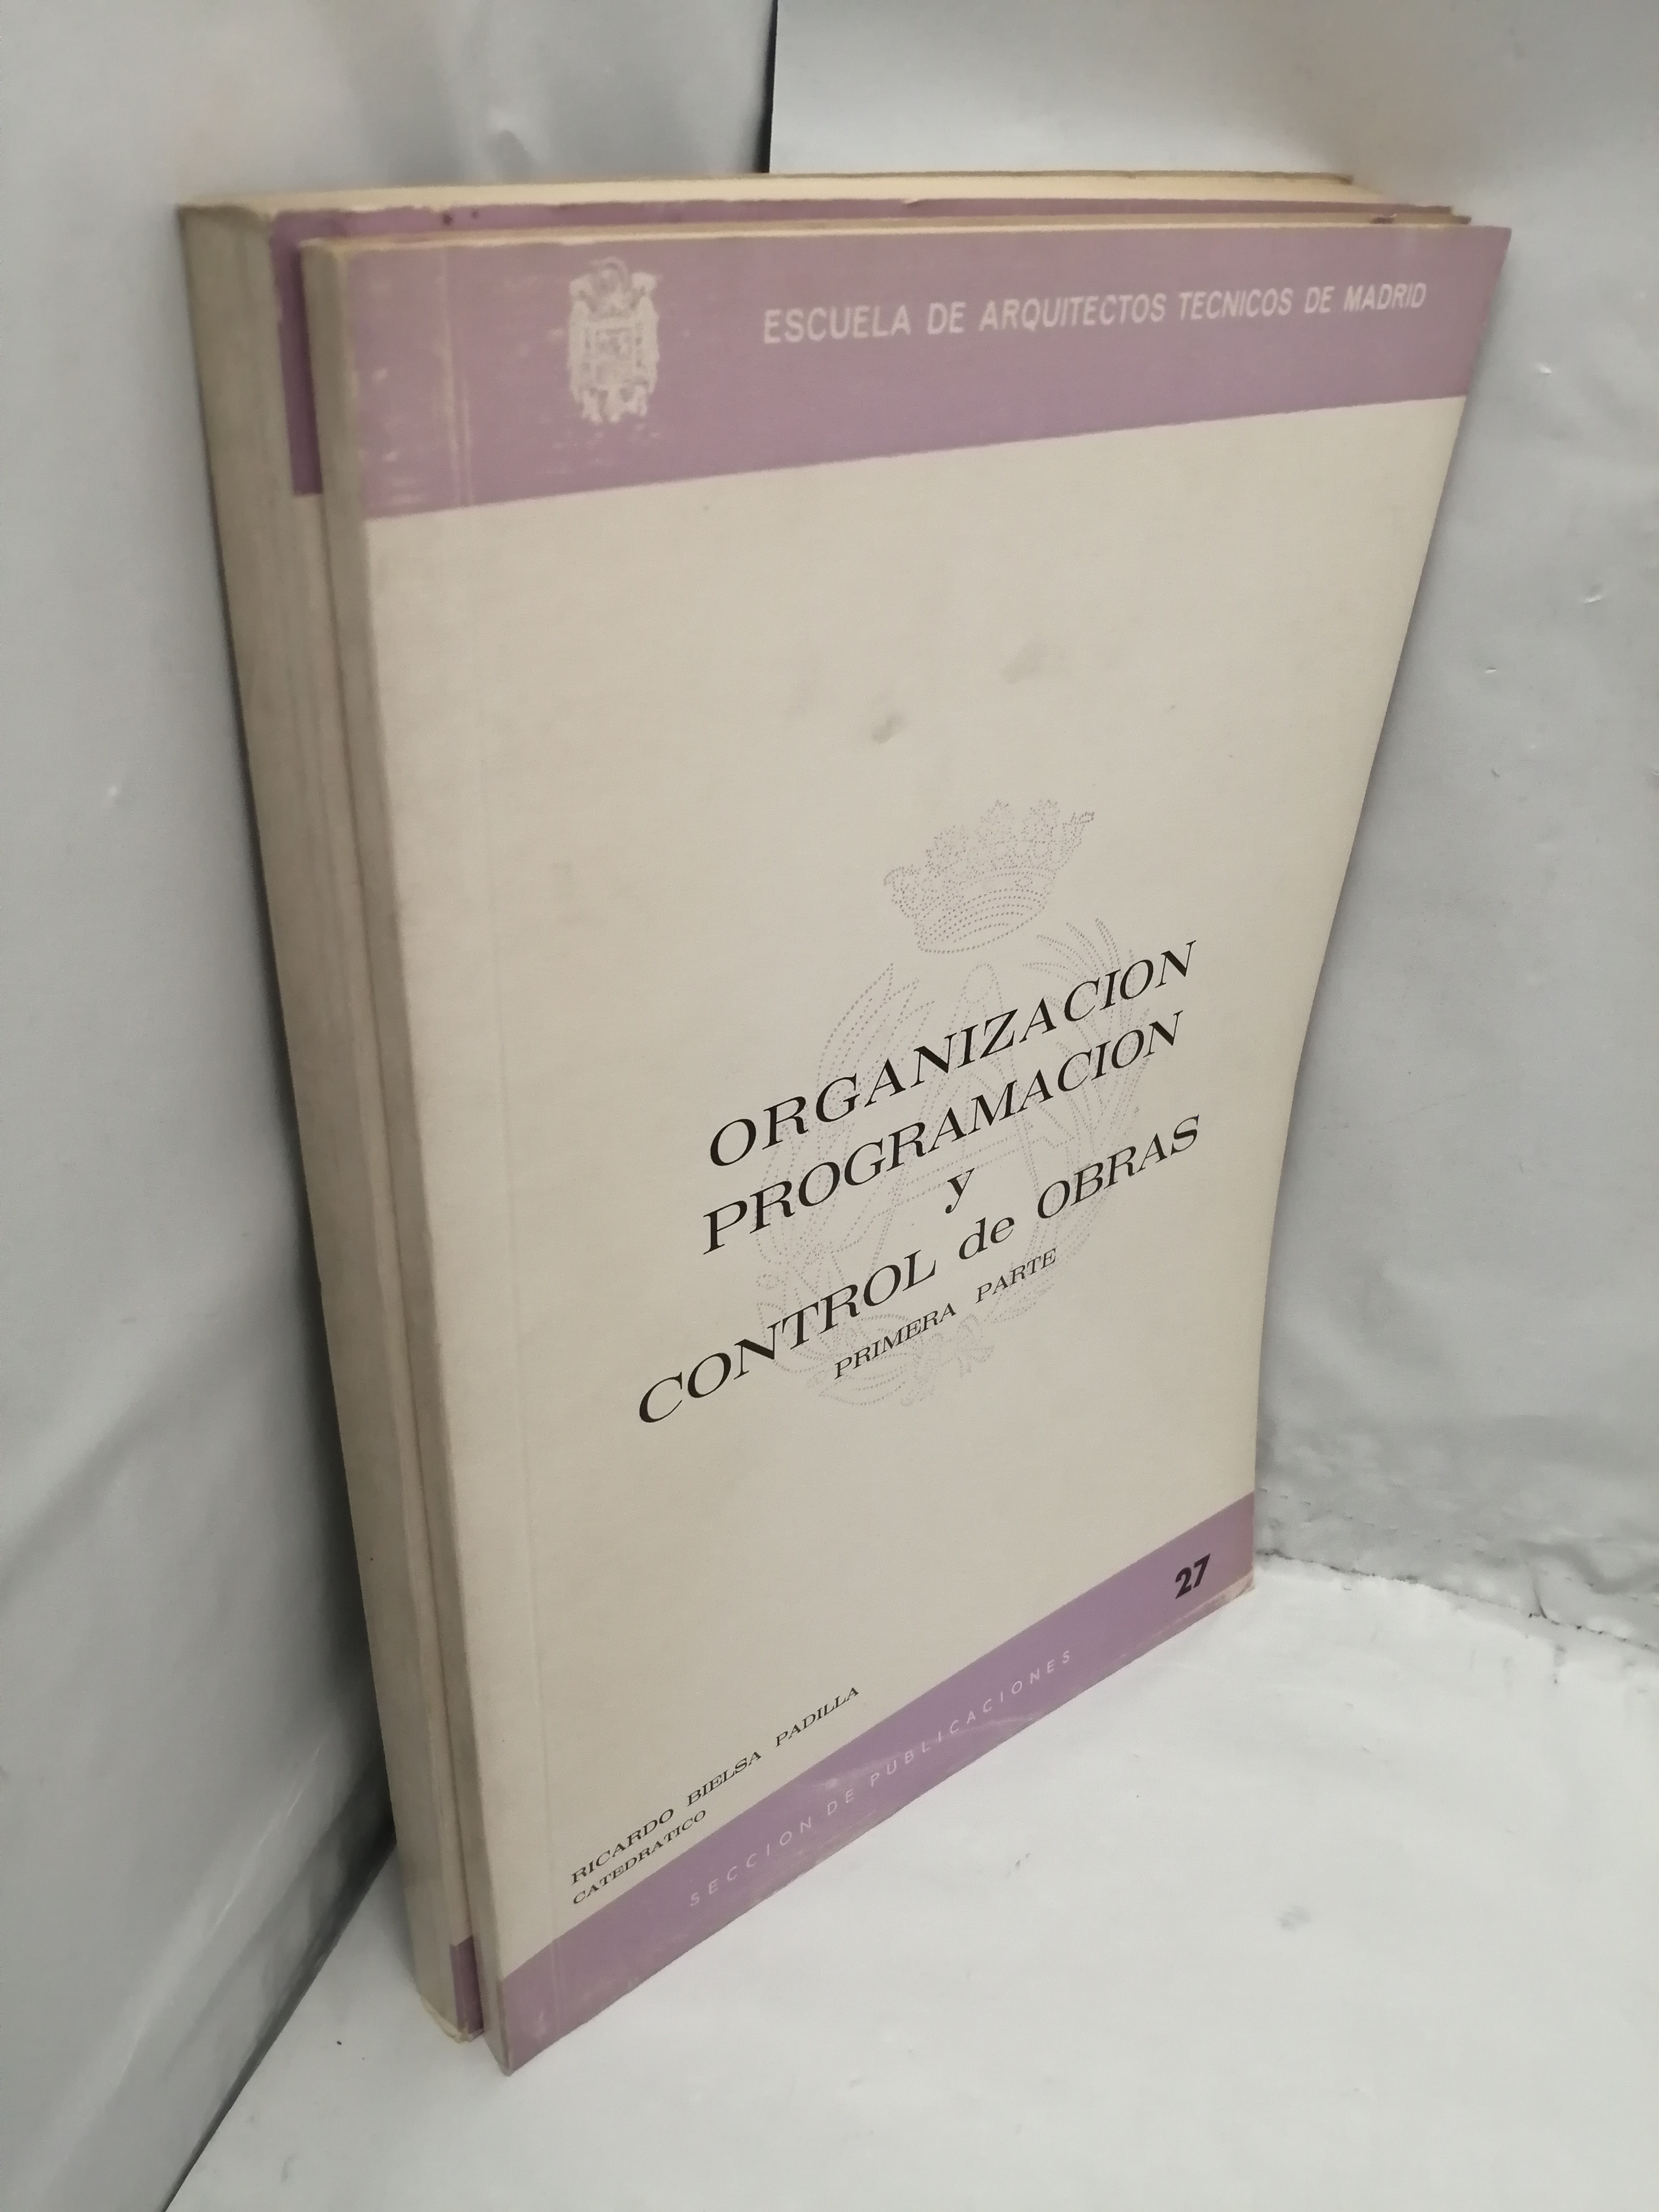 ESCUELA DE ARQUITECTOS TECNICOS DE MADRID
ORGANIZACION
PROGRAMACION
y
CONTROL de OBRAS
PRIMERA PARTE
RICARDO BIELSA PADILLA
CATEDRATICO
27
SECCION DE PUBLICACIONES